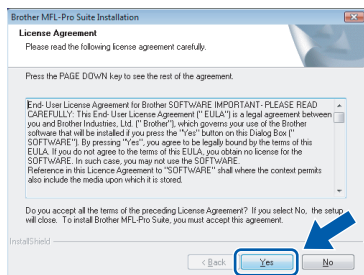 Brother MFL-Pro Suite Installation
License Agreement
Please read the following license agreement carefully.
Press the PAGE DOWN key to see the rest of the agreement.
End- User License Agreement for Brother SOFTWARE IMPORTANT- PLEASE READ
CAREFULLY: This End- User License Agreement (" EULA") is a legal agreement between
you and Brother Industries, Ltd. (" Brother"), which governs your use of the Brother
software that will be installed if you press the "Yes" button on this Dialog Box ("
SOFTWARE"). By pressing "Yes", you agree to be legally bound by the terms of this
EULA. If you do not agree to the terms of this EULA, you obtain no license for the
SOFTWARE. In such case, you may not use the SOFTWARE.
Reference in this Licence Agreement to "SOFTWARE" shall where the context permits
also include the media upon which it is stored.
Do you accept all the terms of the preceding License Agreement? If you select No, the setup
will close. To install Brother MFL-Pro Suite, you must accept this agreement.
InstallShield
< Back
Yes
No